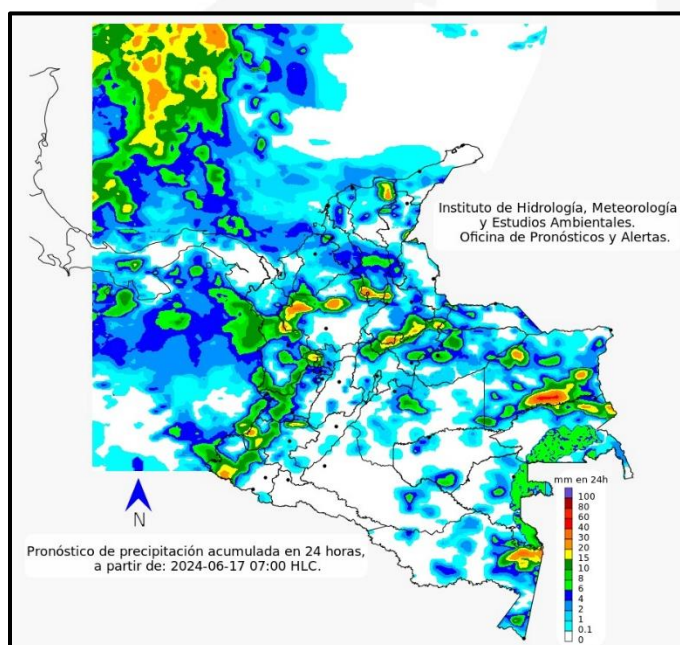 Instituto de Hidrología, Meteorología
y Estudios Ambientales.
Oficina de Pronósticos y Alertas.
mm en 24h
100
80
60
40
30
20
15
10
8
6
4
2
1
0.1
0
N
Pronóstico de precipitación acumulada en 24 horas,
a partir de: 2024-06-17 07:00 HLC.